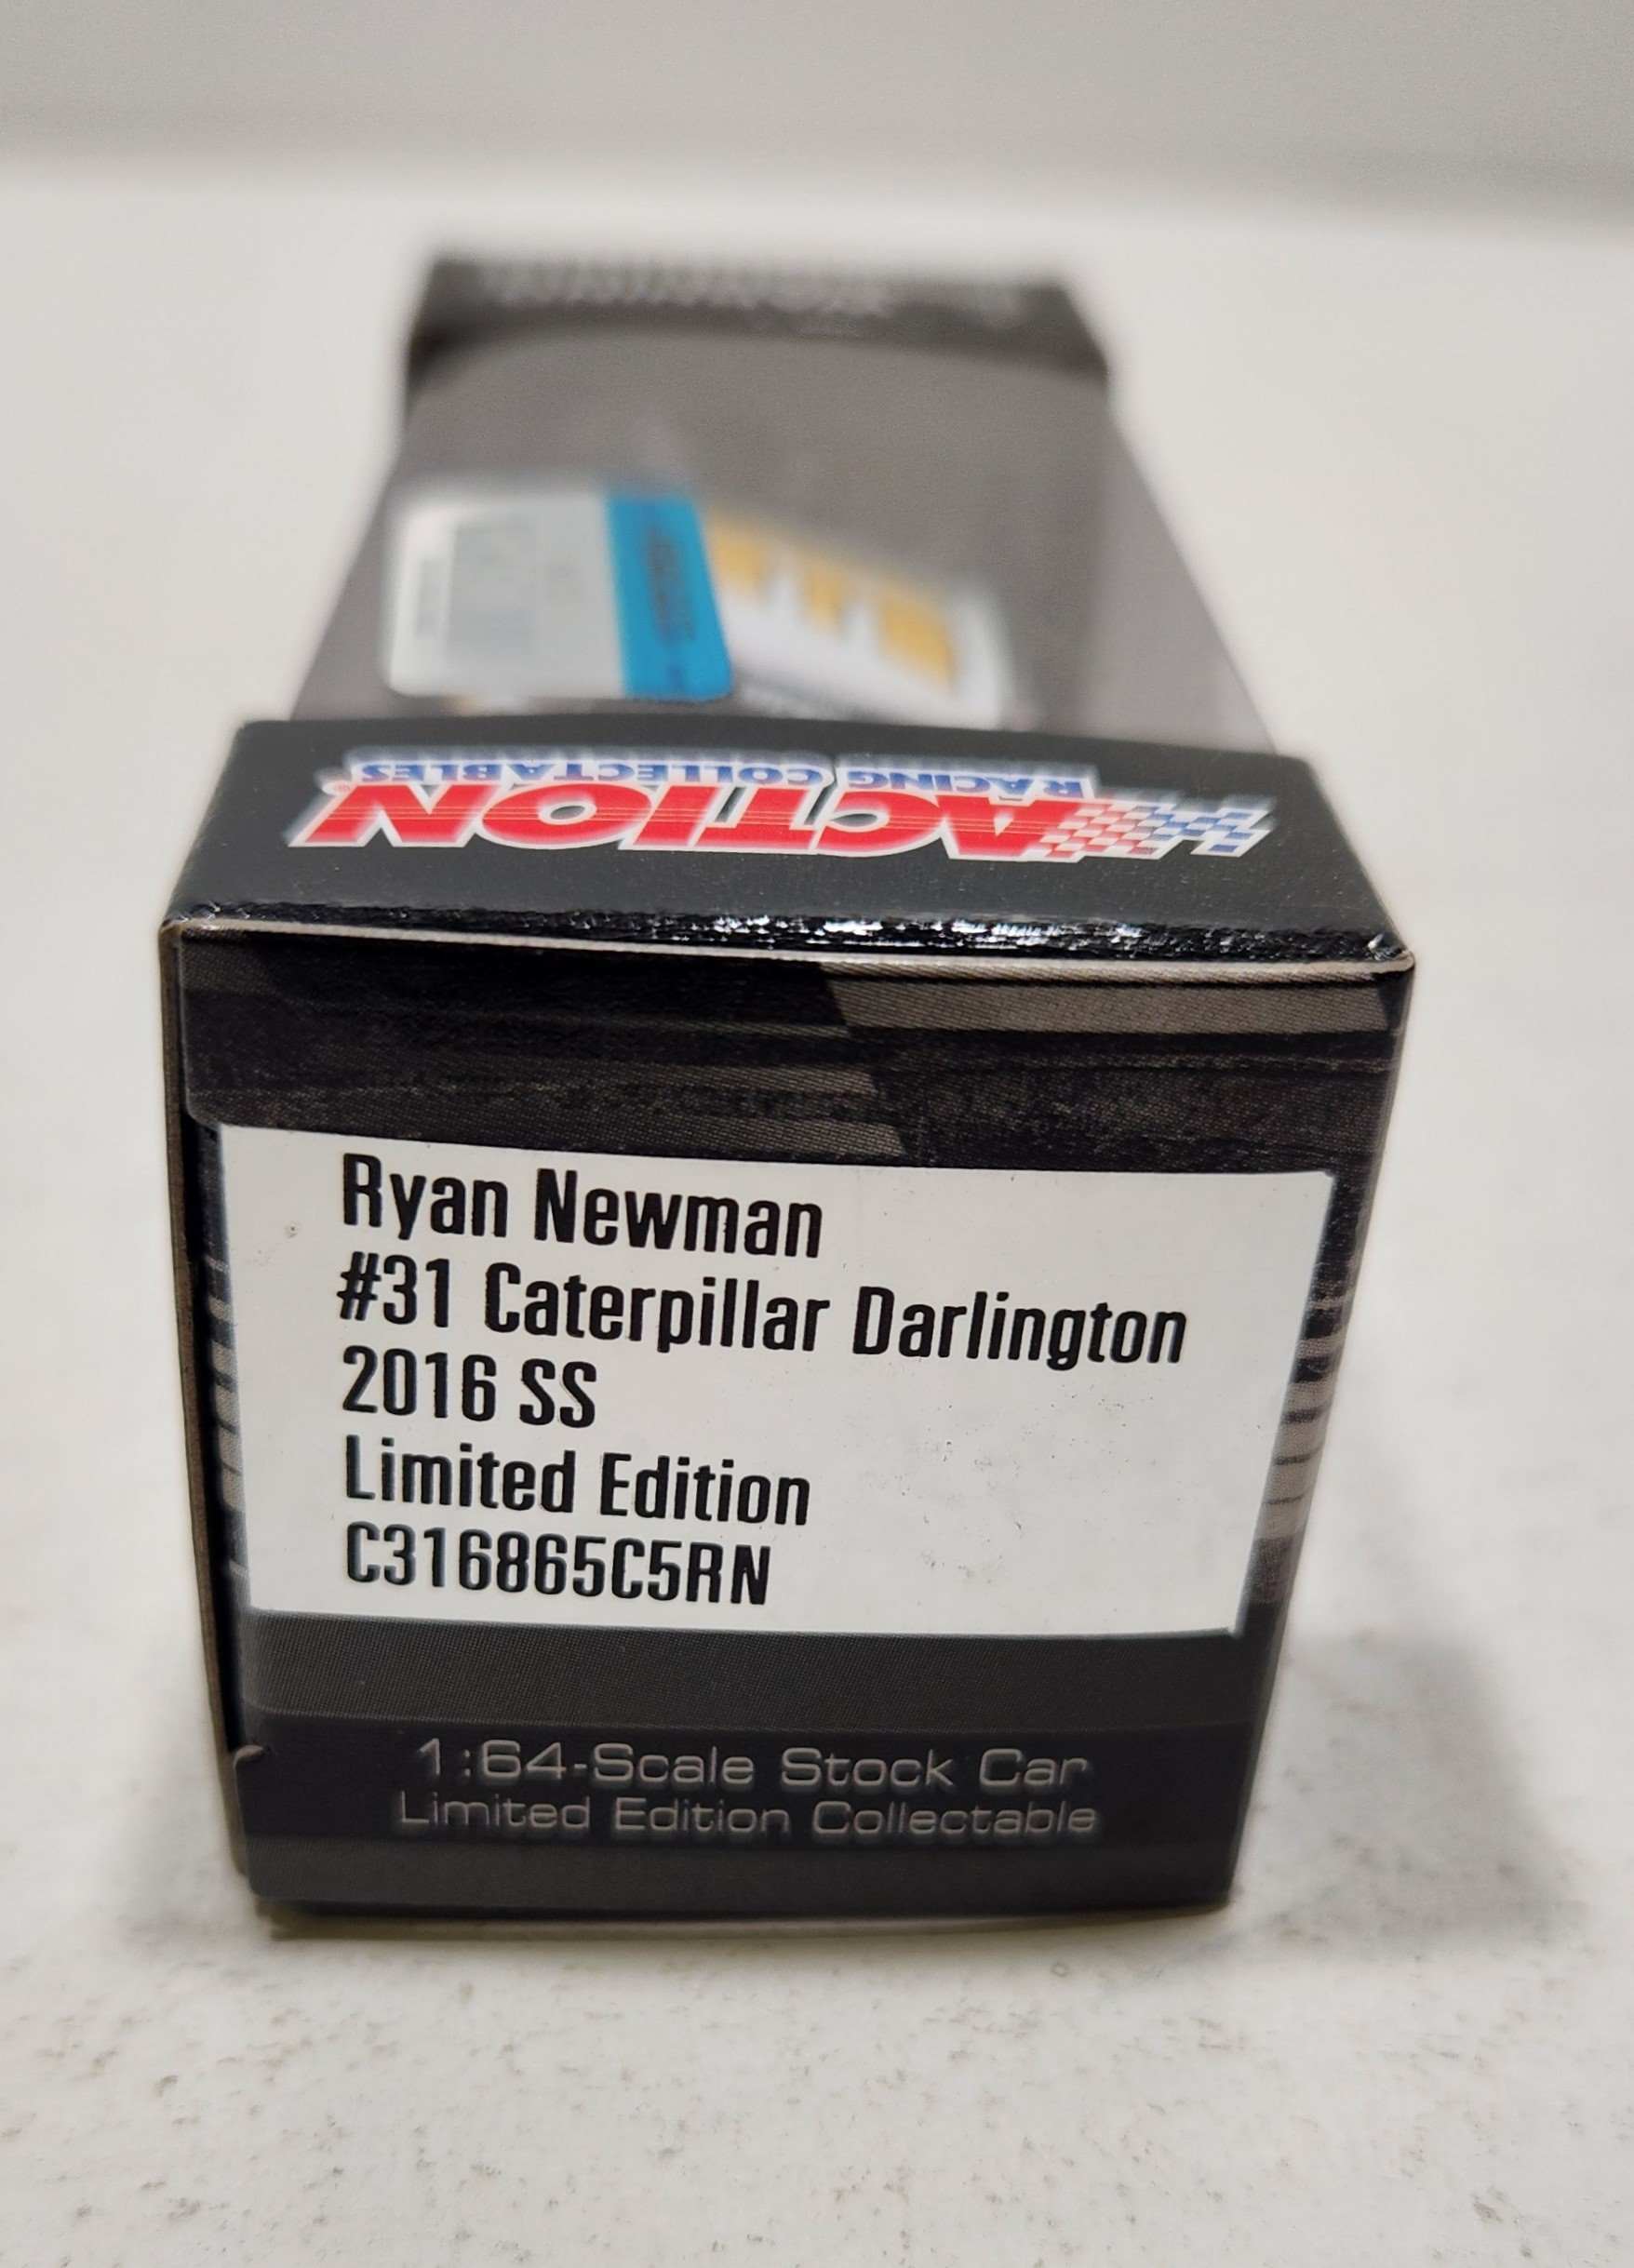 ACTION
RACING COLLECTABLES
Ryan Newman
#31 Caterpillar Darlington
2016 SS
Limited Edition
C316865C5RN
1:64-Scale Stock Car
Limited Edition Collectable